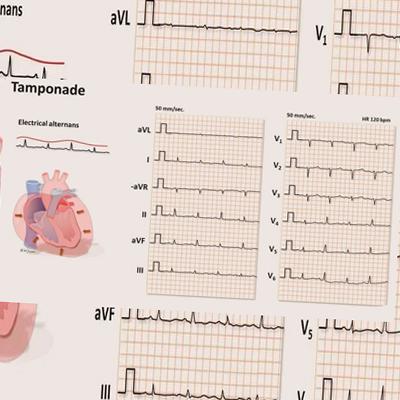 nans
aVL
V1
Tamponade
Electrical alternans
50 mm/sec.
aVL
I
-aVR
II
aVF
III
50 mm/sec.
HR 120 bpm
V1
V2
V3
V4
V5
V6
aVF
III
V5
V